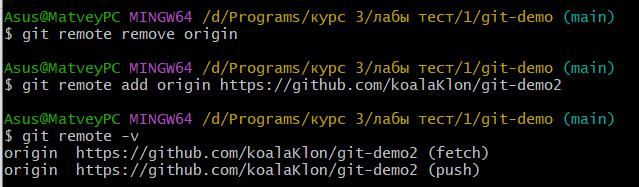 Asus@MatveyPC MINGW64 /d/Programs/курс 3/лабы тест/1/git-demo (main)
$ git remote remove origin
Asus@MatveyPC MINGW64 /d/Programs/курс 3/лабы тест/1/git-demo (main)
$ git remote add origin https://github.com/koalaKlon/git-demo2
Asus@MatveyPC MINGW64 /d/Programs/курс 3/лабы тест/1/git-demo (main)
$ git remote -v
origin  https://github.com/koalaKlon/git-demo2 (fetch)
origin  https://github.com/koalaKlon/git-demo2 (push)